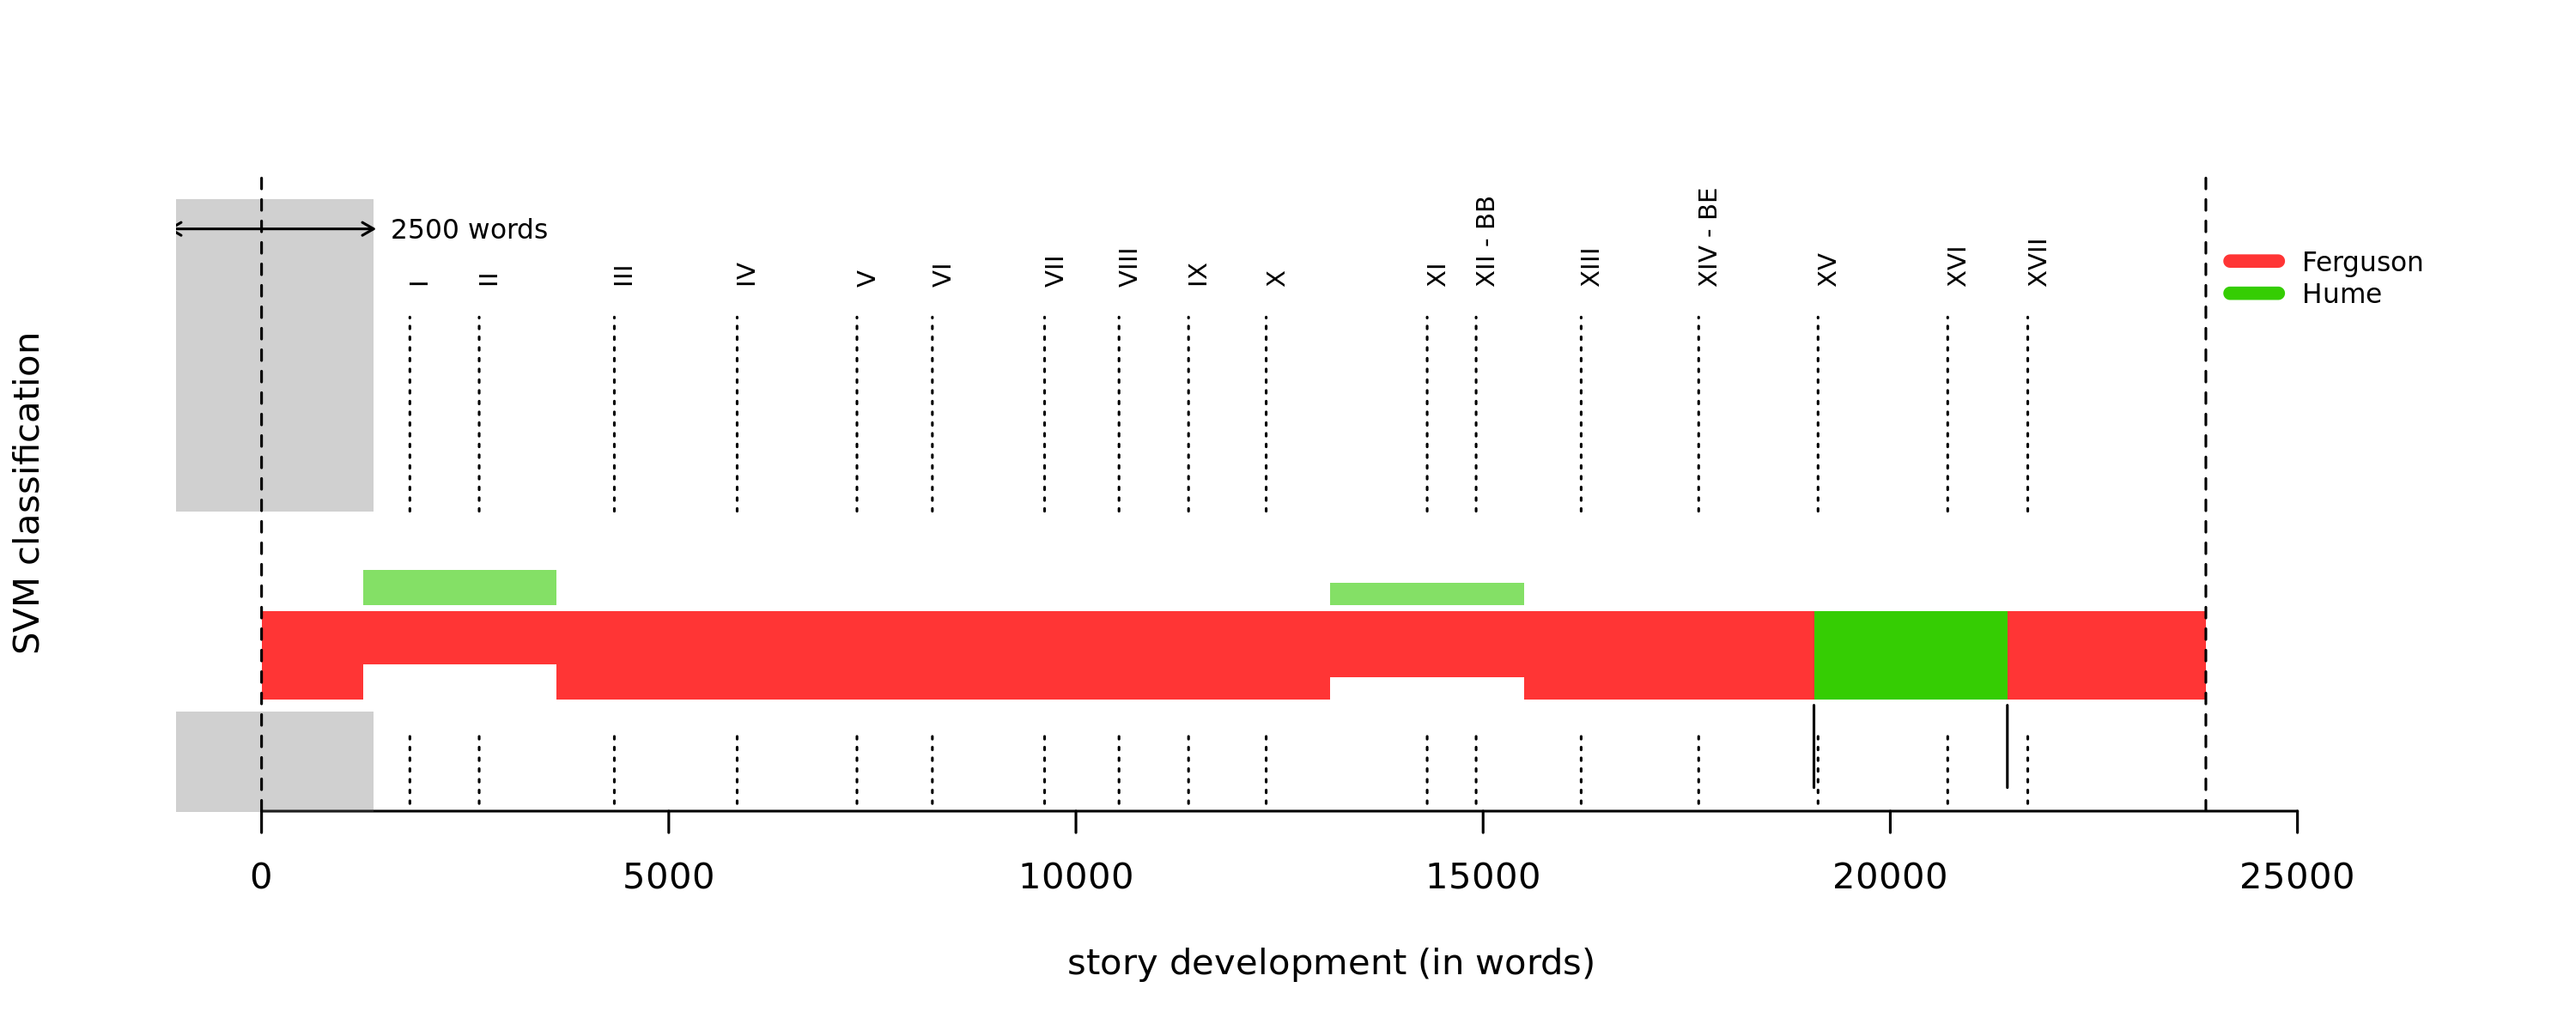 2500 words
I
II
III
IV
V
VI
VII
VIII
IX
X
XI
XII - BB
XIII
XIV - BE
XV
XVI
XVII
Ferguson
Hume
SVM classification
0
5000
10000
15000
20000
25000
story development (in words)